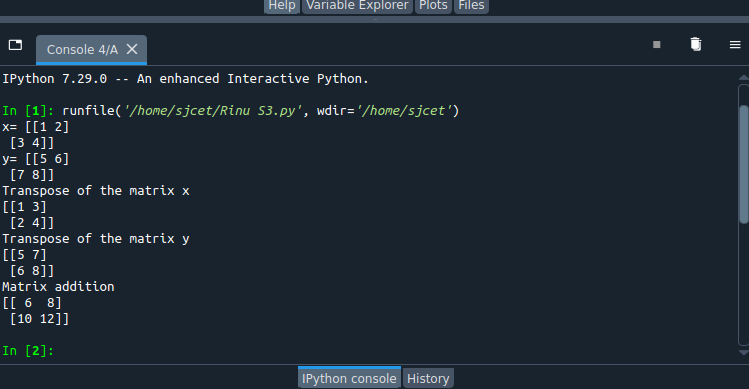 Help Variable Explorer Plots Files
Console 4/A
IPython 7.29.0 -- An enhanced Interactive Python.
In [1]: runfile('/home/sjcet/Rinu S3.py', wdir='/home/sjcet')
x= [[1 2]
 [3 4]]
y= [[5 6]
 [7 8]]
Transpose of the matrix x
[[1 3]
 [2 4]]
Transpose of the matrix y
[[5 7]
 [6 8]]
Matrix addition
[[ 6  8]
 [10 12]]
In [2]:
IPython console History